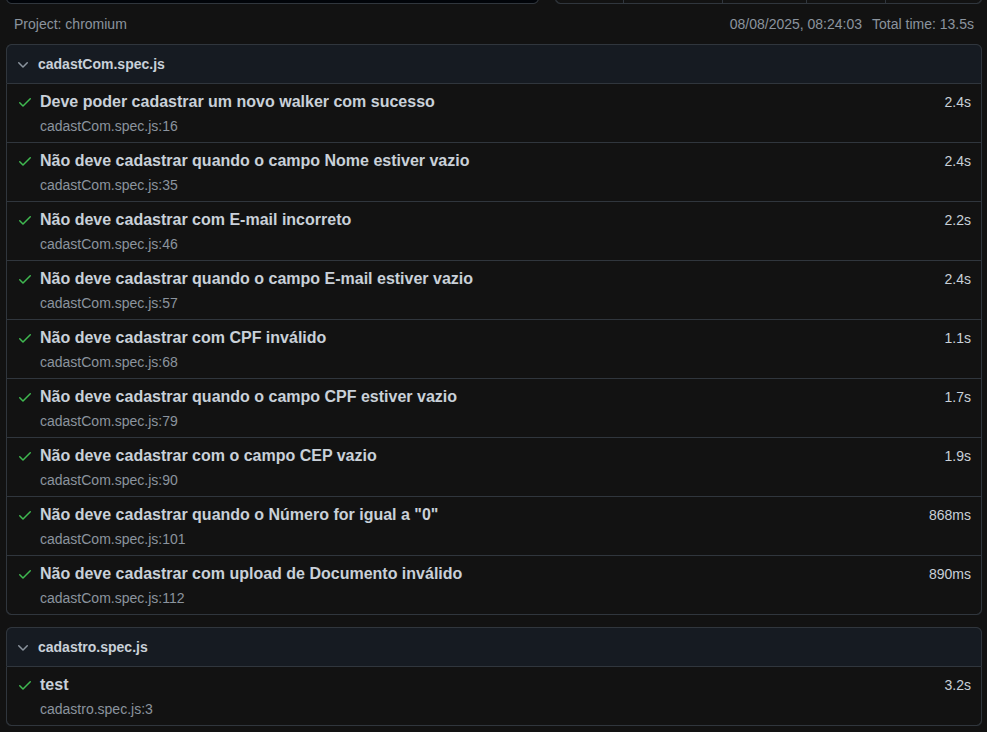 Project: chromium
08/08/2025, 08:24:03 Total time: 13.5s
cadastCom.spec.js
Deve poder cadastrar um novo walker com sucesso 2.4s
cadastCom.spec.js:16
Não deve cadastrar quando o campo Nome estiver vazio 2.4s
cadastCom.spec.js:35
Não deve cadastrar com E-mail incorreto 2.2s
cadastCom.spec.js:46
Não deve cadastrar quando o campo E-mail estiver vazio 2.4s
cadastCom.spec.js:57
Não deve cadastrar com CPF inválido 1.1s
cadastCom.spec.js:68
Não deve cadastrar quando o campo CPF estiver vazio 1.7s
cadastCom.spec.js:79
Não deve cadastrar com o campo CEP vazio 1.9s
cadastCom.spec.js:90
Não deve cadastrar quando o Número for igual a "0" 868ms
cadastCom.spec.js:101
Não deve cadastrar com upload de Documento inválido 890ms
cadastCom.spec.js:112
cadastro.spec.js
test 3.2s
cadastro.spec.js:3